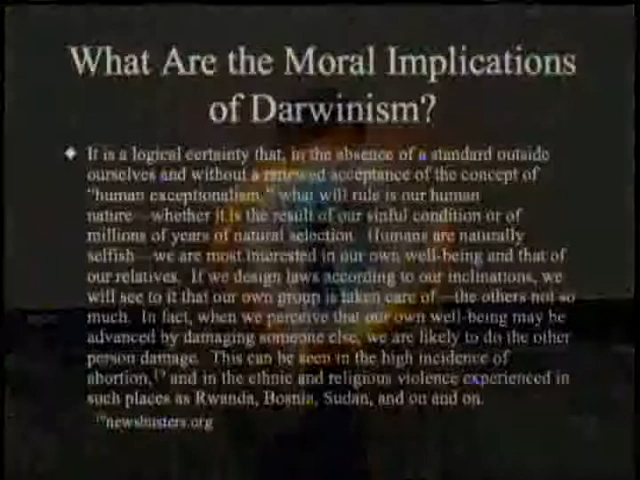 What Are the Moral Implications
of Darwinism?
◆ It is a logical certainty that, in the absence of a standard outside
ourselves and without a renewed acceptance of the concept of
"human exceptionalism," what will rule is our human
nature—whether it is the result of our sinful condition or of
millions of years of natural selection. Humans are naturally
selfish—we are most interested in our own well-being and that of
our relatives. If we design laws according to our inclinations, we
will see to it that our own group is taken care of—the others not so
much. In fact, when we perceive that our own well-being may be
advanced by damaging someone else, we are likely to do the other
person damage. This can be seen in the high incidence of
abortion, and in the ethnic and religious violence experienced in
such places as Rwanda, Bosnia, Sudan, and on and on.
newsbusters.org